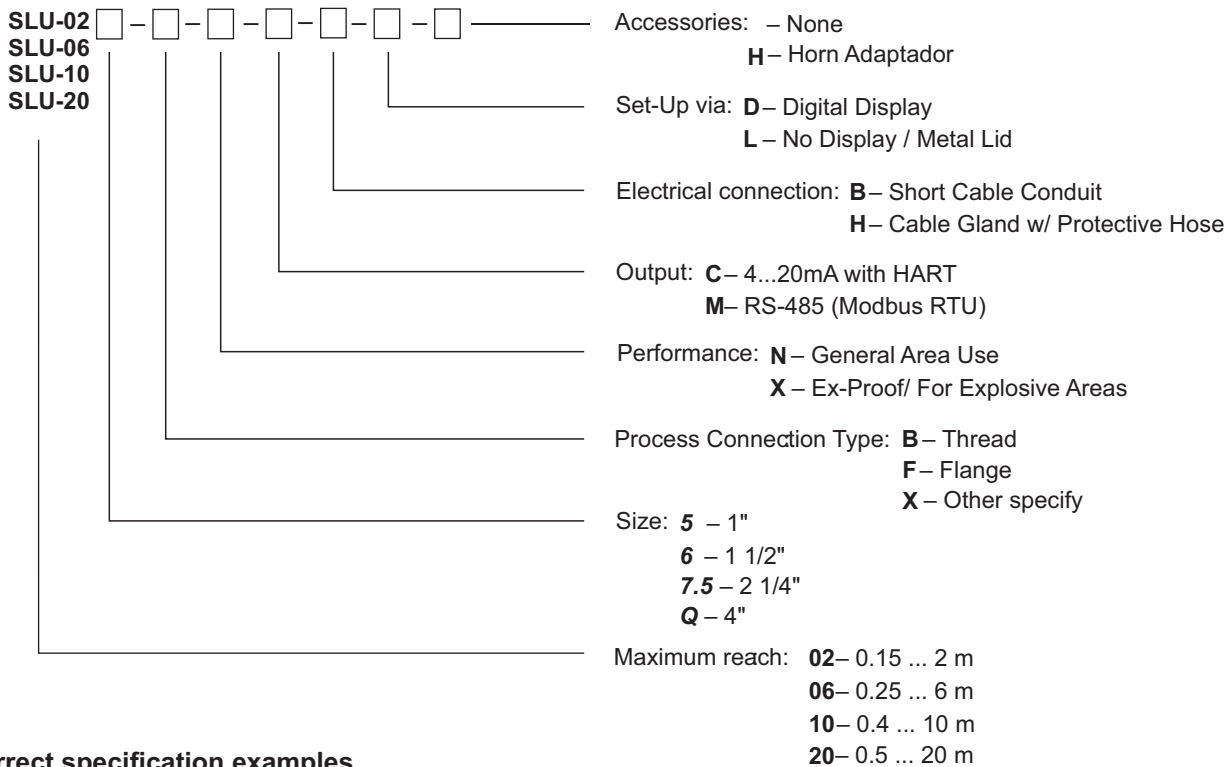 SLU-02 – – – – – – Accessories: – None
SLU-06
H – Horn Adaptador
SLU-10
SLU-20
Set-Up via: D – Digital Display
L – No Display / Metal Lid
Electrical connection: B – Short Cable Conduit
H – Cable Gland w/ Protective Hose
Output: C – 4...20mA with HART
M – RS-485 (Modbus RTU)
Performance: N – General Area Use
X – Ex-Proof/ For Explosive Areas
Process Connection Type: B – Thread
F – Flange
X – Other specify
Size: 5 – 1"
6 – 1 1/2"
7.5 – 2 1/4"
Q – 4"
Maximum reach: 02 – 0.15 ... 2 m
06 – 0.25 ... 6 m
10 – 0.4 ... 10 m
20 – 0.5 ... 20 m
rrect specification examples